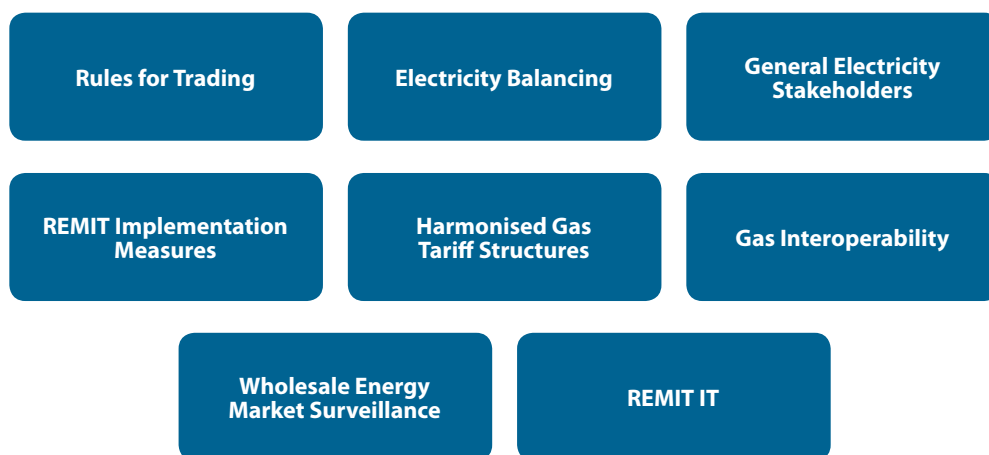 Rules for Trading
Electricity Balancing
General Electricity
Stakeholders
REMIT Implementation
Measures
Harmonised Gas
Tariff Structures
Gas Interoperability
Wholesale Energy
Market Surveillance
REMIT IT